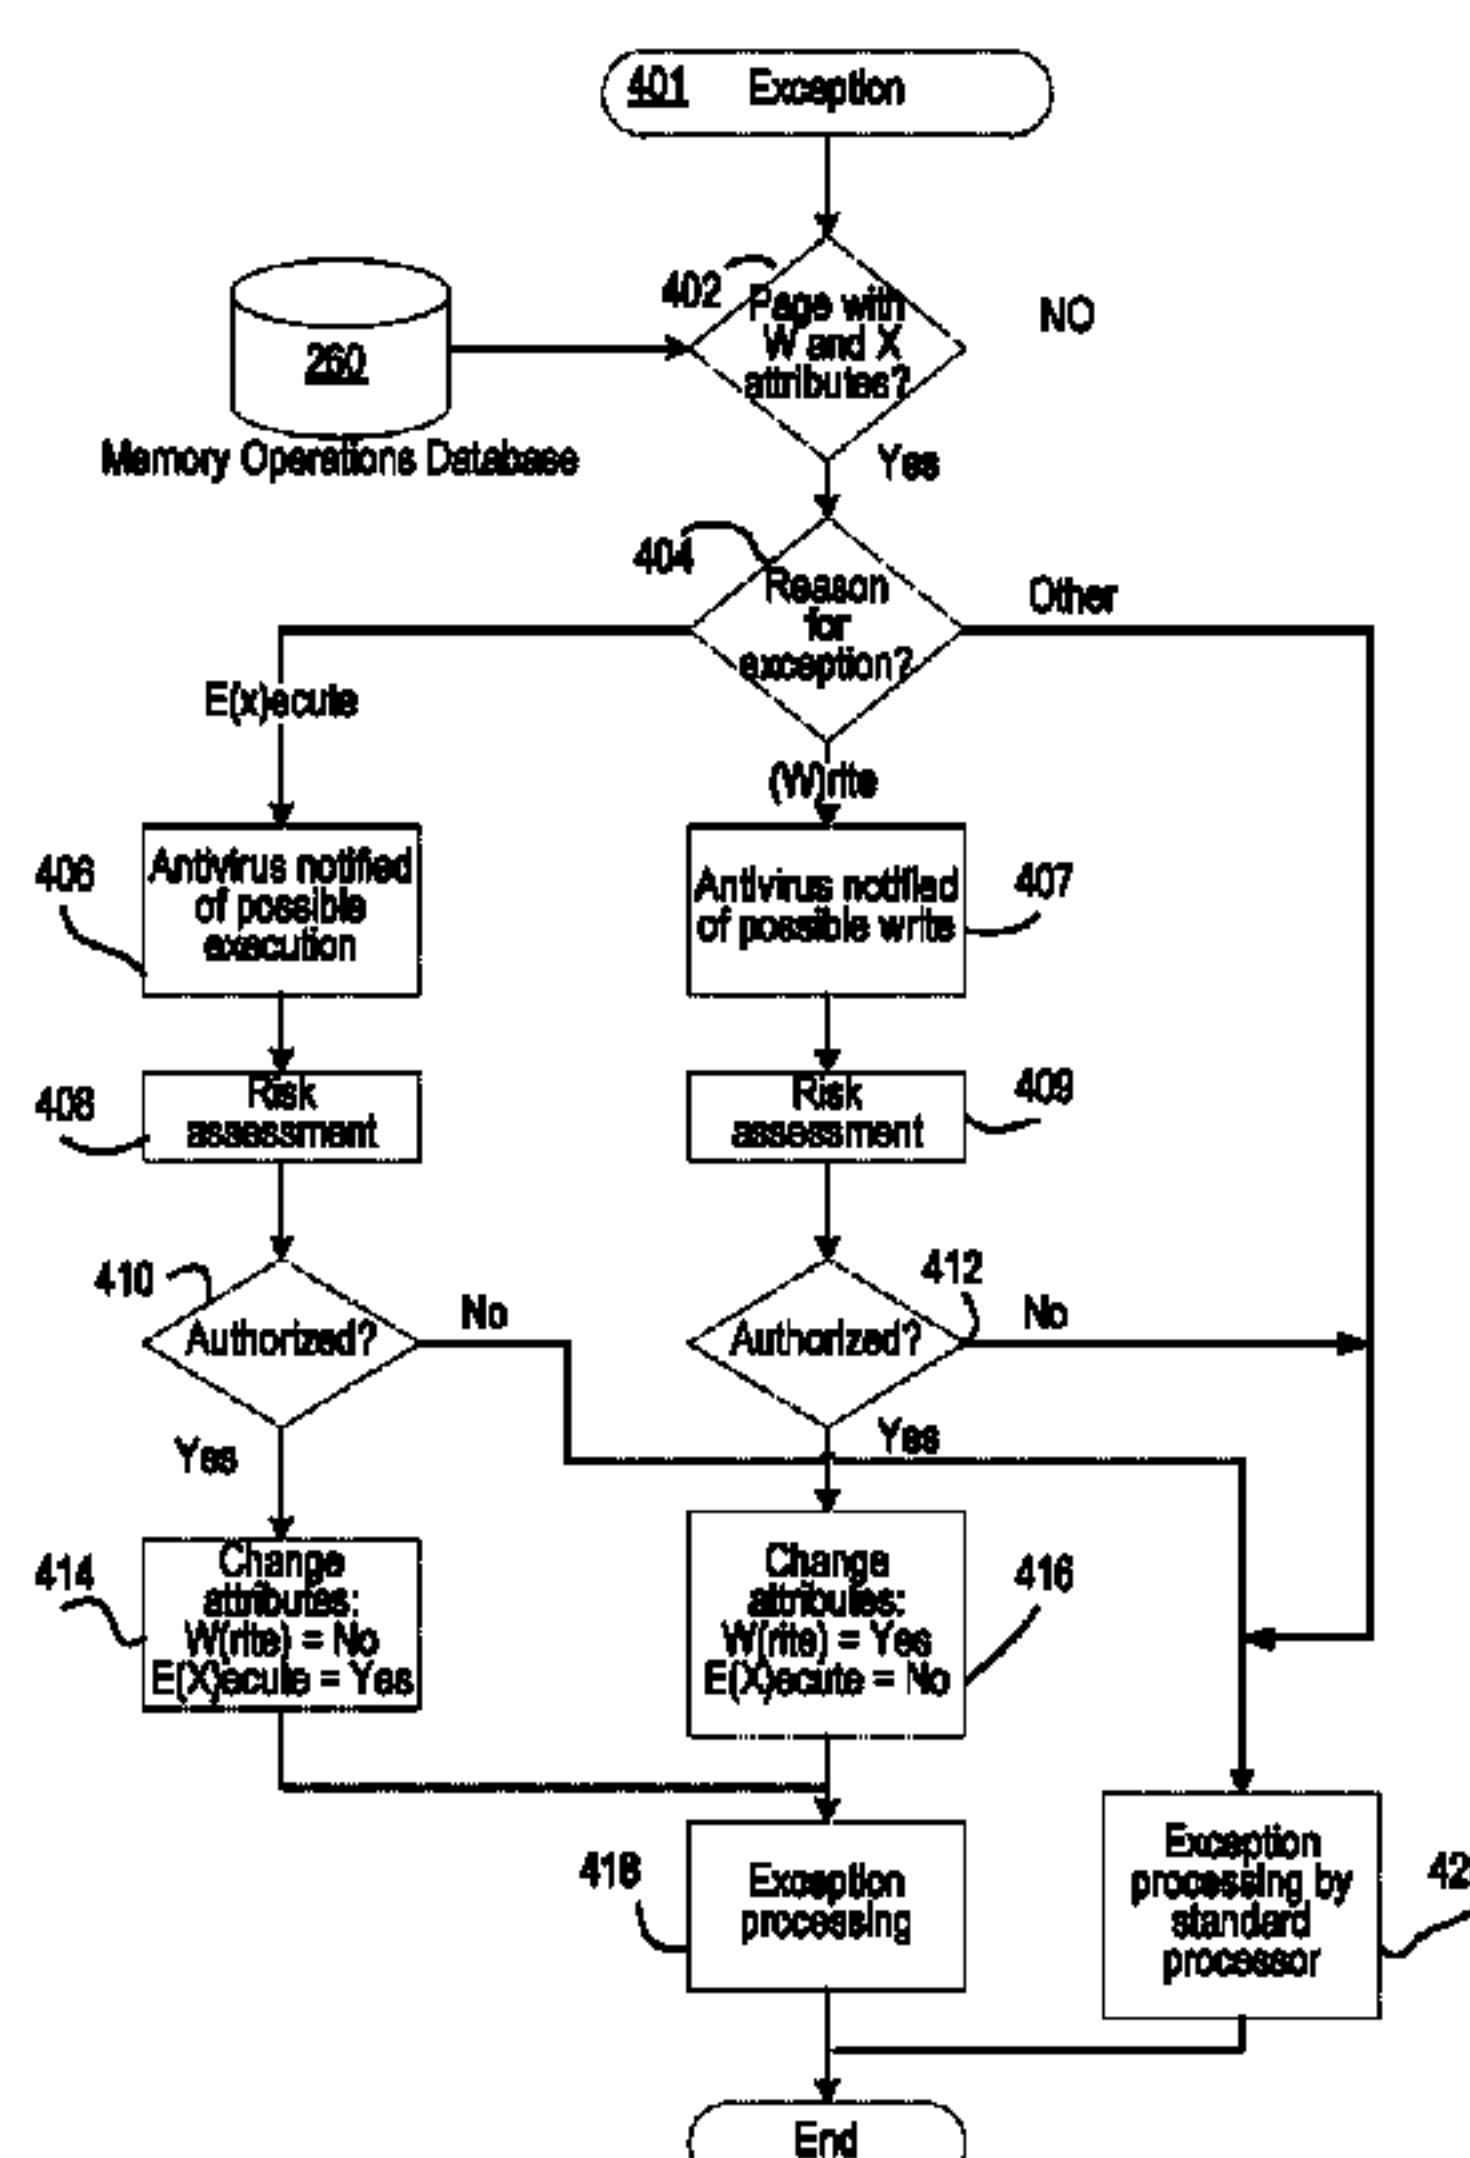 401 Exception
402
Page with
W and X
attributes?
NO
260
Memory Operations Database
Yes
404
Reason
for
exception?
Other
E(x)ecute
(W)rite
406
Antivirus notified
of possible
execution
Antivirus notified
of possible write
407
408
Risk
assessment
Risk
assessment
409
410
Authorized?
No
412
Authorized?
No
Yes
Yes
414
Change
attributes:
W(rite) = No
E(X)ecute = Yes
Change
attributes:
W(rite) = Yes
E(X)ecute = No
416
418
Exception
processing
Exception
processing by
standard
processor
42
End